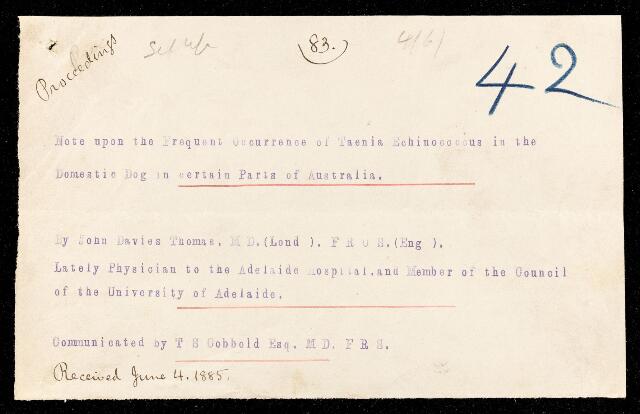 Proceedings
Set up
83.
4/6/
42
Note upon the Frequent Occurrence of Taenia Echinococcus in the
Domestic Dog in certain Parts of Australia.
By John Davies Thomas, M D.(Lond ). F R C S.(Eng ).
Lately Physician to the Adelaide Hospital,and Member of the Council
of the University of Adelaide.
Communicated by T S Cobbold Esq. M D. F R S.
Received June 4. 1885.